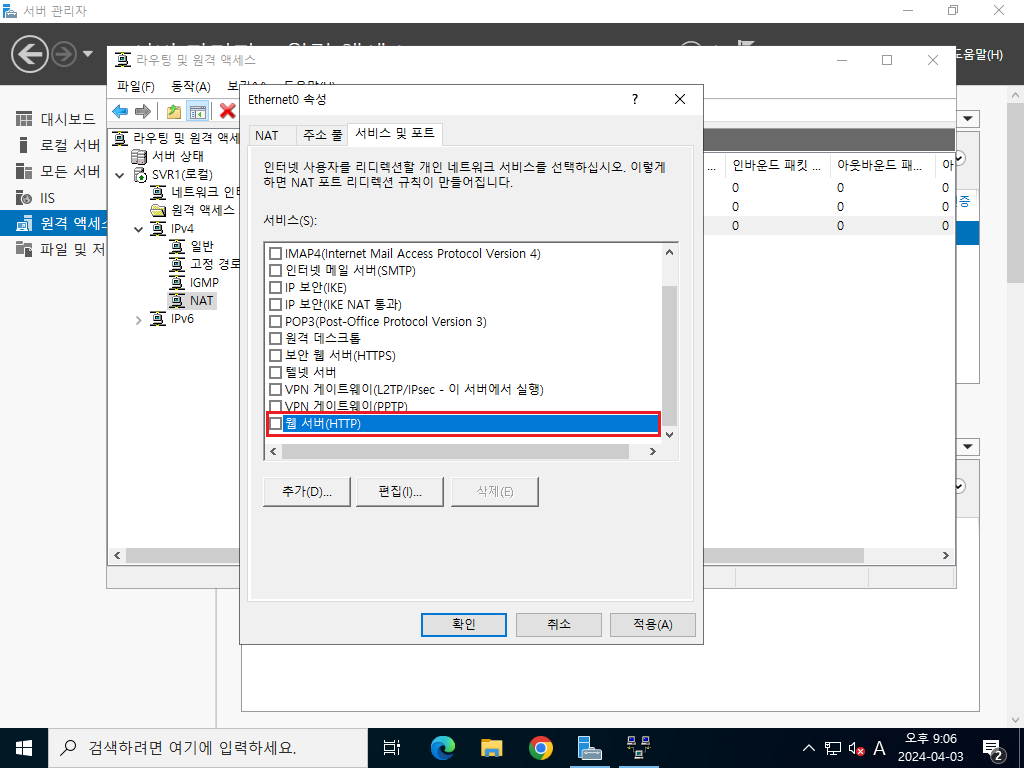 서버 관리자
도움말(H)
라우팅 및 원격 액세스
파일(F) 동작(A)
대시보드
로컬 서버
모든 서버
IIS
원격 액세스
파일 및 저
라우팅 및 원격 액세
서버 상태
SVR1(로컬)
네트워크 인터
원격 액세스
IPv4
일반
고정 경로
IGMP
NAT
IPv6
... 인바운드 패킷 ... 아웃바운드 패... 아
0 0 0
0 0 0
0 0 0
증
Ethernet0 속성
?
NAT 주소 풀 서비스 및 포트
인터넷 사용자를 리디렉션할 개인 네트워크 서비스를 선택하십시오. 이렇게
하면 NAT 포트 리디렉션 규칙이 만들어집니다.
서비스(S):
IMAP4(Internet Mail Access Protocol Version 4)
인터넷 메일 서버(SMTP)
IP 보안(IKE)
IP 보안(IKE NAT 통과)
POP3(Post-Office Protocol Version 3)
원격 데스크톱
보안 웹 서버(HTTPS)
텔넷 서버
VPN 게이트웨이(L2TP/IPsec - 이 서버에서 실행)
VPN 게이트웨이(PPTP)
웹 서버(HTTP)
추가(D)... 편집(I)... 삭제(E)
확인 취소 적용(A)
검색하려면 여기에 입력하세요.
A
오후 9:06
2024-04-03
2